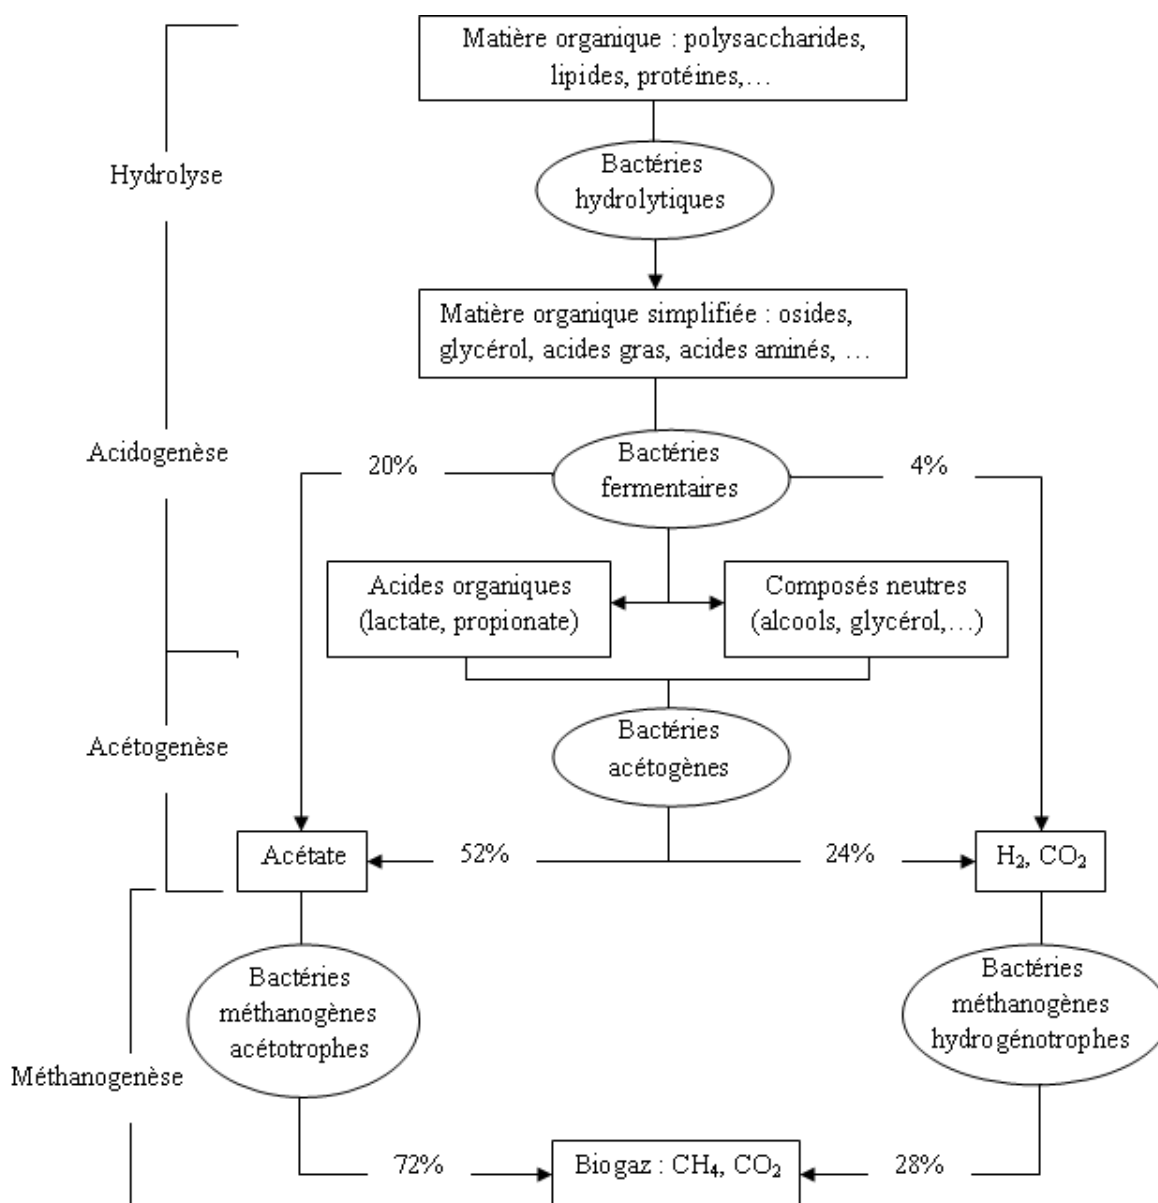 Matière organique : polysaccharides,
lipides, protéines,…
Hydrolyse
Bactéries
hydrolytiques
Matière organique simplifiée : osides,
glycérol, acides gras, acides aminés, …
Acidogenèse
20%
Bactéries
fermentaires
4%
Acides organiques
(lactate, propionate)
Composés neutres
(alcools, glycérol,…)
Acétogenèse
Bactéries
acétogènes
Acétate
52%
24%
H₂, CO₂
Bactéries
méthanogènes
acétotrophes
Bactéries
méthanogènes
hydrogénotrophes
Méthanogenèse
72%
Biogaz : CH₄, CO₂
28%